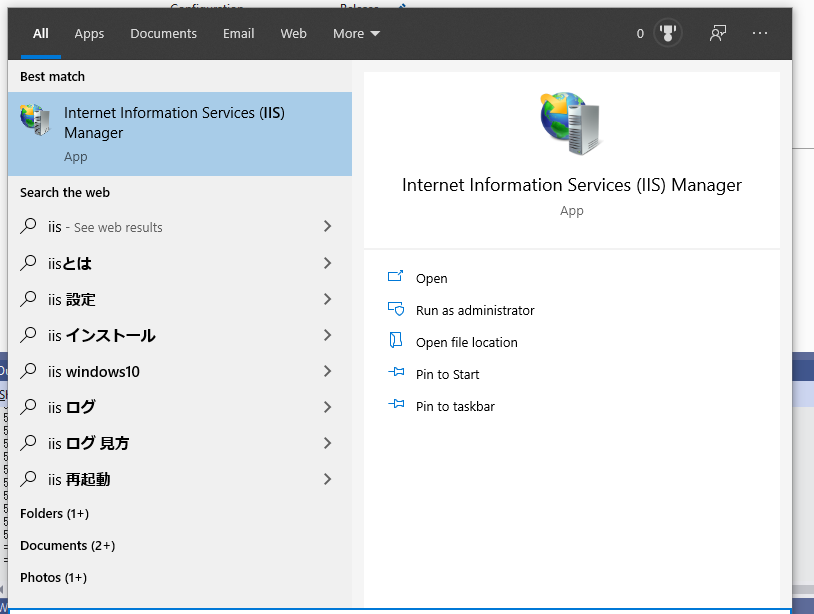 All Apps Documents Email Web More 0 ...
Best match
Internet Information Services (IIS)
Manager
App
Search the web
iis - See web results
iisとは
iis 設定
iis インストール
iis windows10
iis ログ
iis ログ 見方
iis 再起動
Folders (1+)
Documents (2+)
Photos (1+)
Internet Information Services (IIS) Manager
App
Open
Run as administrator
Open file location
Pin to Start
Pin to taskbar